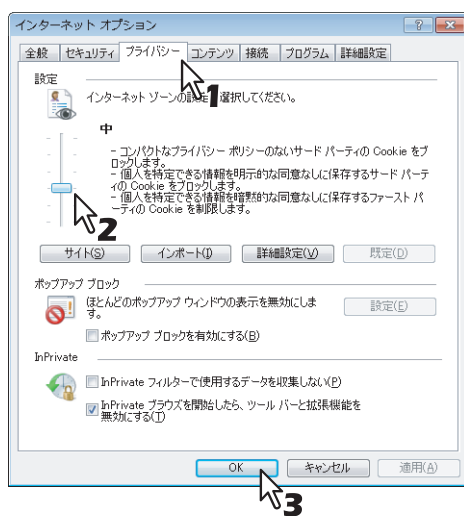 インターネット オプション
全般 セキュリティ プライバシー コンテンツ 接続 プログラム 詳細設定
1
設定
インターネット ゾーンの設定 選択してください。
中
- コンパクトなプライバシー ポリシーのないサード パーティの Cookie をブ
ロックします。
- 個人を特定できる情報を明示的な同意なしに保存するサード パーテ
ィの Cookie をブロックします。
- 個人を特定できる情報を暗黙的な同意なしに保存するファースト パ
ーティの Cookie を制限します。
2
サイト(S) インポート(I) 詳細設定(V) 既定(D)
ポップアップ ブロック
ほとんどのポップアップ ウィンドウの表示を無効にしま
す。
設定(E)
ポップアップ ブロックを有効にする(B)
InPrivate
InPrivate フィルターで使用するデータを収集しない(P)
InPrivate ブラウズを開始したら、ツール バーと拡張機能を
無効にする(T)
OK キャンセル 適用(A)
3